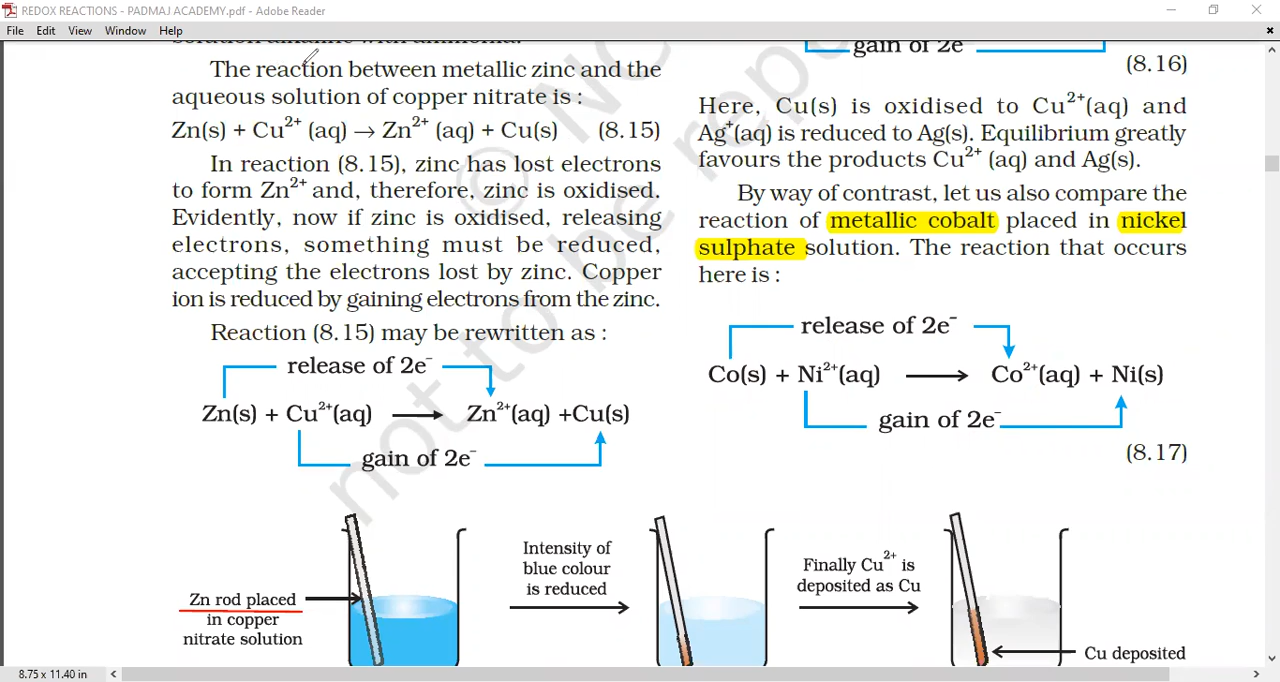 REDOX REACTIONS - PADMAJ ACADEMY.pdf - Adobe Reader
File Edit View Window Help
solution alkaline with ammonia.
The reaction between metallic zinc and the
aqueous solution of copper nitrate is :
Zn(s) + Cu²⁺ (aq) → Zn²⁺ (aq) + Cu(s) (8.15)
In reaction (8.15), zinc has lost electrons
to form Zn²⁺ and, therefore, zinc is oxidised.
Evidently, now if zinc is oxidised, releasing
electrons, something must be reduced,
accepting the electrons lost by zinc. Copper
ion is reduced by gaining electrons from the zinc.
Reaction (8.15) may be rewritten as :
release of 2e⁻
Zn(s) + Cu²⁺(aq) → Zn²⁺(aq) +Cu(s)
gain of 2e⁻
gain of 2e
(8.16)
Here, Cu(s) is oxidised to Cu²⁺(aq) and
Ag⁺(aq) is reduced to Ag(s). Equilibrium greatly
favours the products Cu²⁺ (aq) and Ag(s).
By way of contrast, let us also compare the
reaction of metallic cobalt placed in nickel
sulphate solution. The reaction that occurs
here is :
release of 2e⁻
Co(s) + Ni²⁺(aq) → Co²⁺(aq) + Ni(s)
gain of 2e⁻
(8.17)
Zn rod placed
in copper
nitrate solution
Intensity of
blue colour
is reduced
Finally Cu²⁺ is
deposited as Cu
Cu deposited
© NC
not to be repu
8.75 x 11.40 in